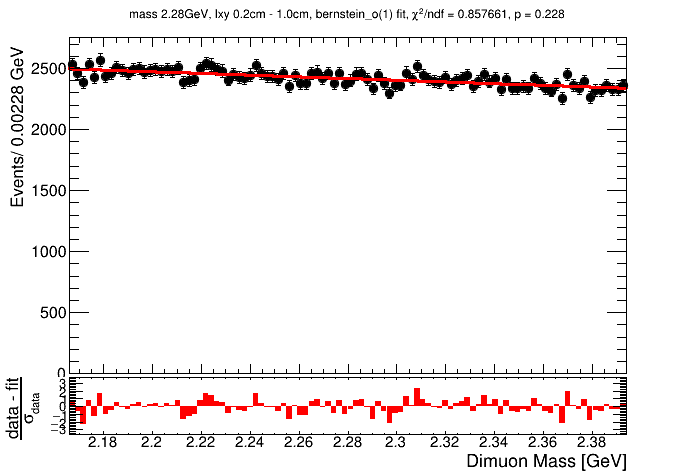 mass 2.28GeV, lxy 0.2cm - 1.0cm, bernstein_o(1) fit, χ²/ndf = 0.857661, p = 0.228
Events/ 0.00228 GeV
2500
2000
1500
1000
500
0
data - fit
σdata
3
2
1
0
−1
−2
−3
2.18 2.2 2.22 2.24 2.26 2.28 2.3 2.32 2.34 2.36 2.38
Dimuon Mass [GeV]